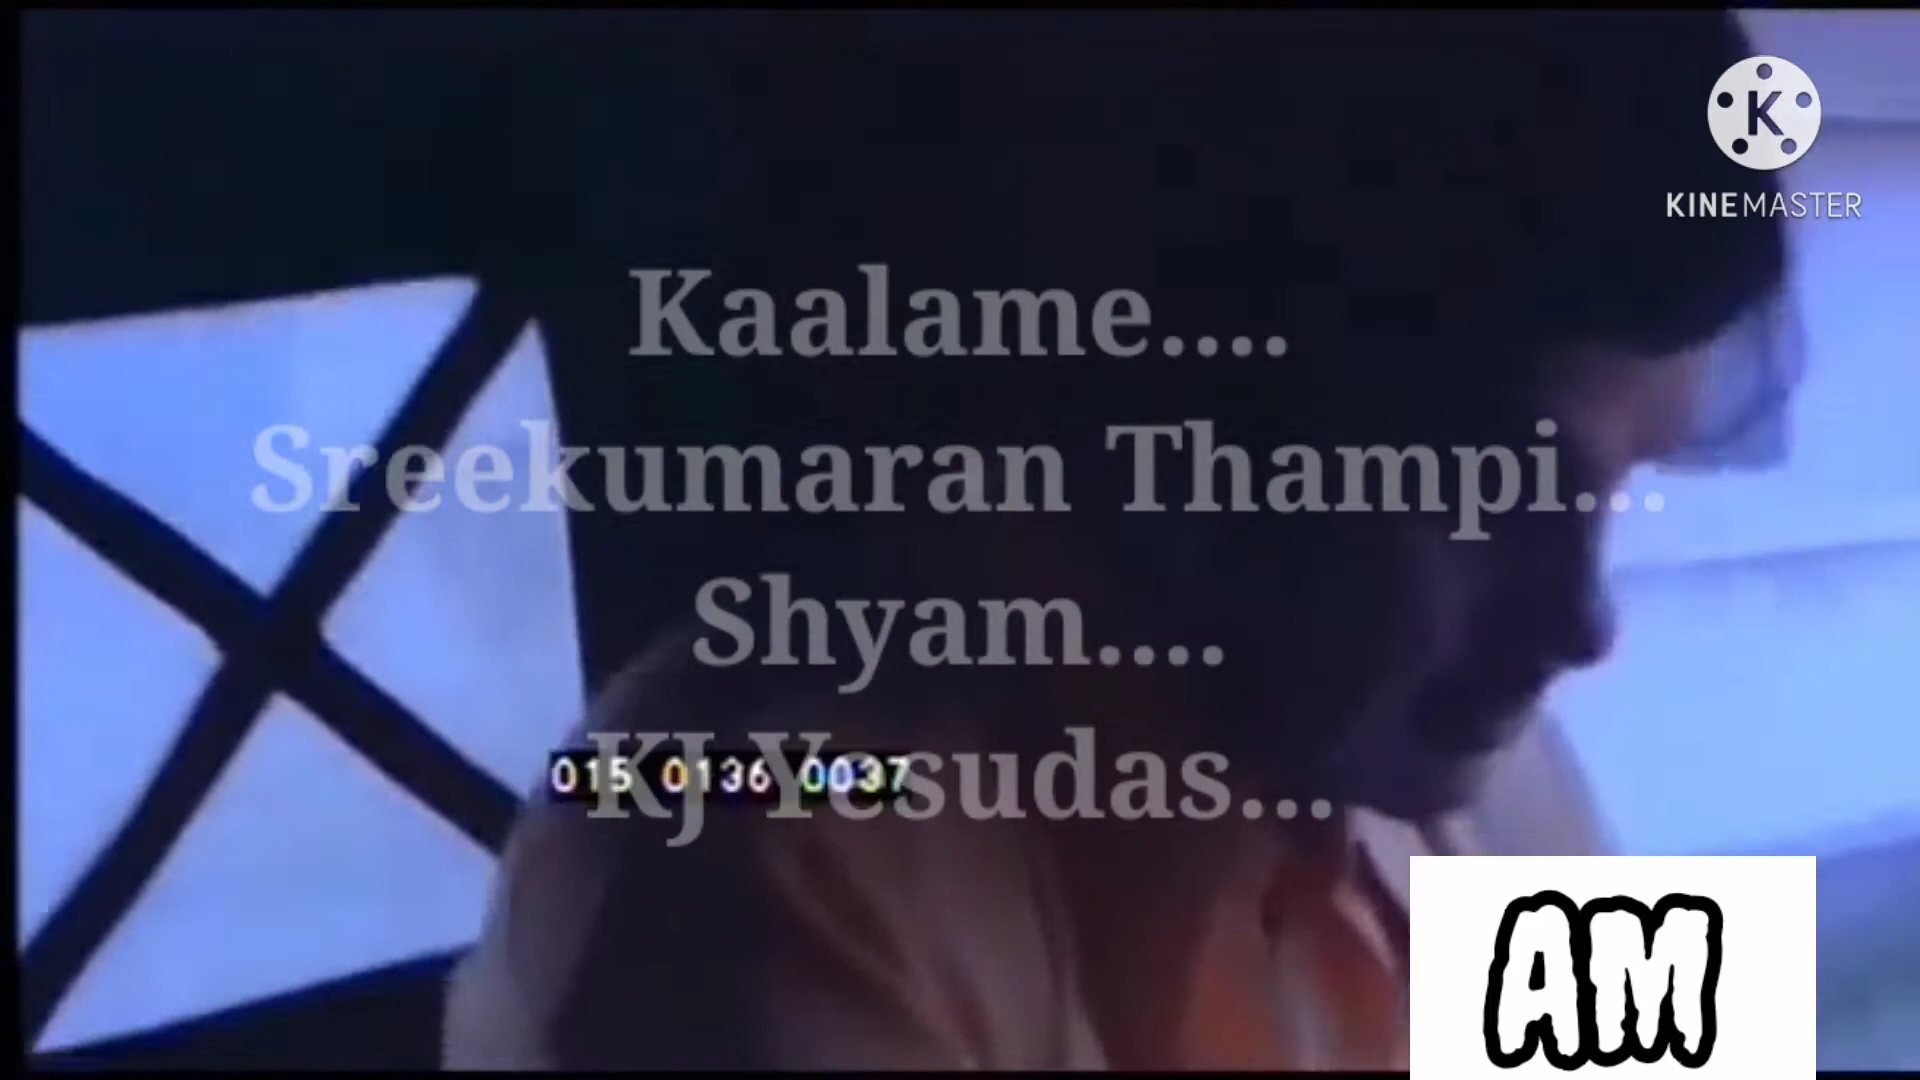 K
KINEMASTER
Kaalame....
Sreekumaran Thampi...
Shyam....
KJ Yesudas...
015 0136 0037
AM